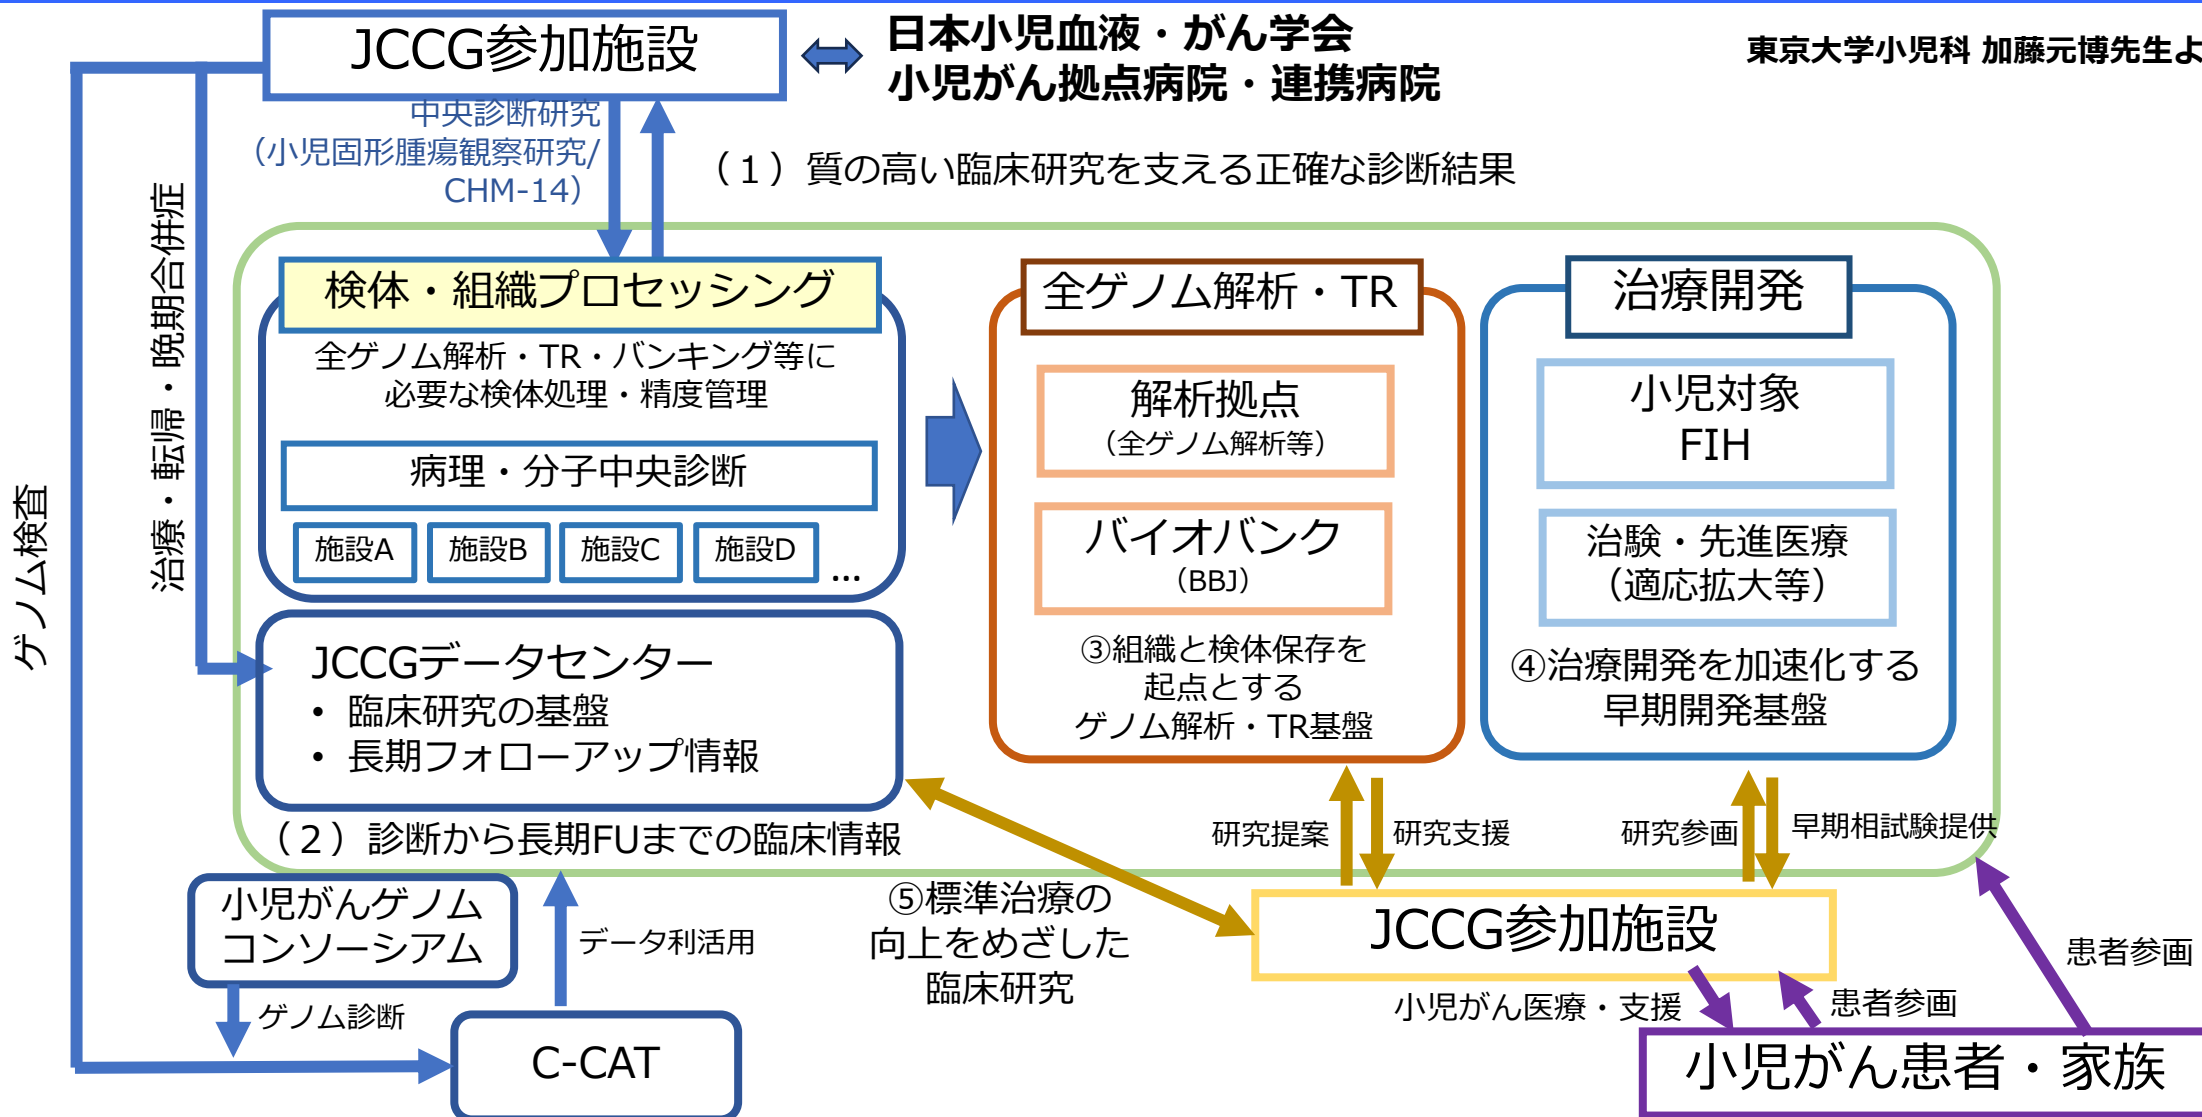 JCCG参加施設
日本小児血液・がん学会
小児がん拠点病院・連携病院
東京大学小児科 加藤元博先生よ
中央診断研究
（小児固形腫瘍観察研究/
CHM-14）
（１）質の高い臨床研究を支える正確な診断結果
ゲノム検査
治療・転帰・晩期合併症
検体・組織プロセッシング
全ゲノム解析・TR・バンキング等に
必要な検体処理・精度管理
病理・分子中央診断
施設A 施設B 施設C 施設D …
JCCGデータセンター
• 臨床研究の基盤
• 長期フォローアップ情報
（２）診断から長期FUまでの臨床情報
全ゲノム解析・TR
解析拠点
（全ゲノム解析等）
バイオバンク
（BBJ）
③組織と検体保存を
起点とする
ゲノム解析・TR基盤
治療開発
小児対象
FIH
治験・先進医療
（適応拡大等）
④治療開発を加速化する
早期開発基盤
研究提案
研究支援
研究参画
早期相試験提供
小児がんゲノム
コンソーシアム
ゲノム診断
データ利活用
C-CAT
⑤標準治療の
向上をめざした
臨床研究
JCCG参加施設
小児がん医療・支援
患者参画
患者参画
小児がん患者・家族